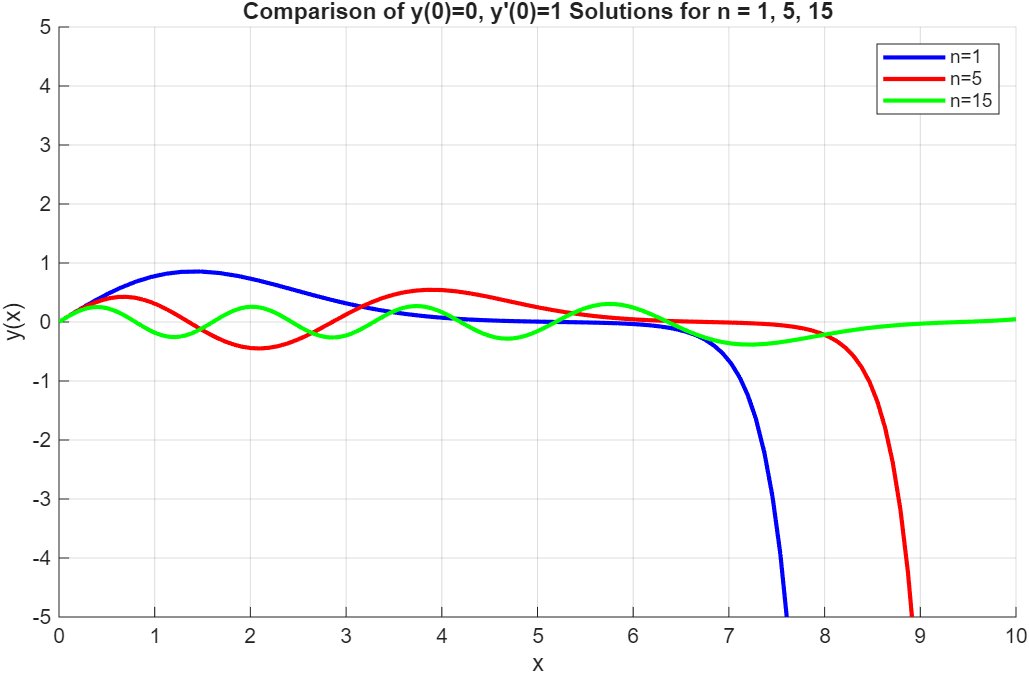 Comparison of y(0)=0, y'(0)=1 Solutions for n = 1, 5, 15
5
4
3
2
1
0
-1
-2
-3
-4
-5
y(x)
n=1
n=5
n=15
0 1 2 3 4 5 6 7 8 9 10
x